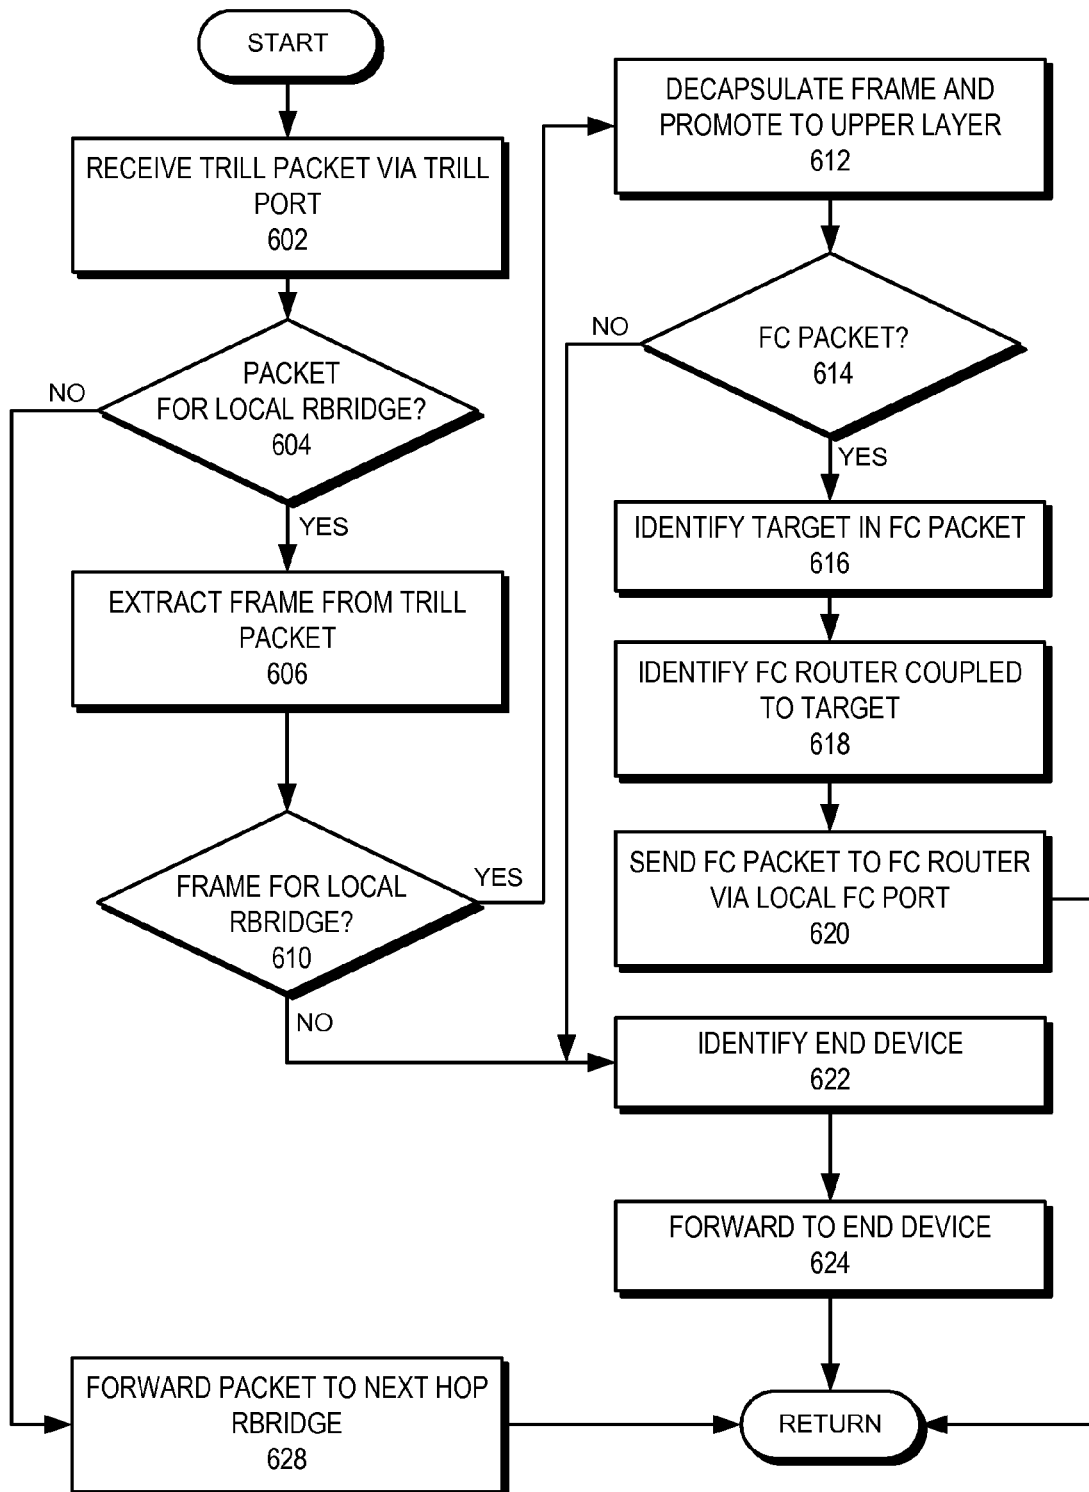 START
RECEIVE TRILL PACKET VIA TRILL
PORT
602
PACKET
FOR LOCAL RBRIDGE?
604
NO
YES
EXTRACT FRAME FROM TRILL
PACKET
606
FRAME FOR LOCAL
RBRIDGE?
610
YES
NO
DECAPSULATE FRAME AND
PROMOTE TO UPPER LAYER
612
FC PACKET?
614
NO
YES
IDENTIFY TARGET IN FC PACKET
616
IDENTIFY FC ROUTER COUPLED
TO TARGET
618
SEND FC PACKET TO FC ROUTER
VIA LOCAL FC PORT
620
IDENTIFY END DEVICE
622
FORWARD TO END DEVICE
624
FORWARD PACKET TO NEXT HOP
RBRIDGE
628
RETURN